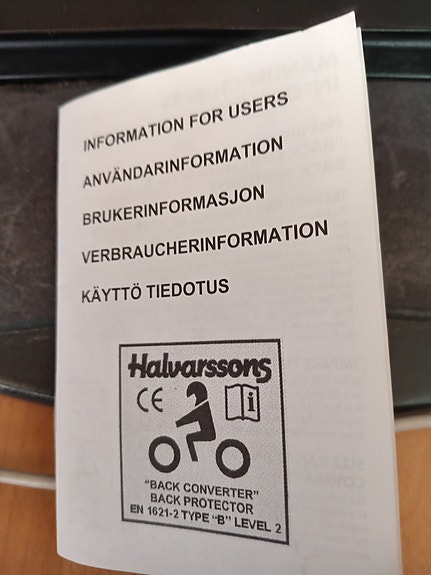 INFORMATION FOR USERS
ANVÄNDARINFORMATION
BRUKERINFORMASJON
VERBRAUCHERINFORMATION
KÄYTTÖ TIEDOTUS
Halvarssons
CE
i
"BACK CONVERTER"
BACK PROTECTOR
EN 1621-2 TYPE "B" LEVEL 2